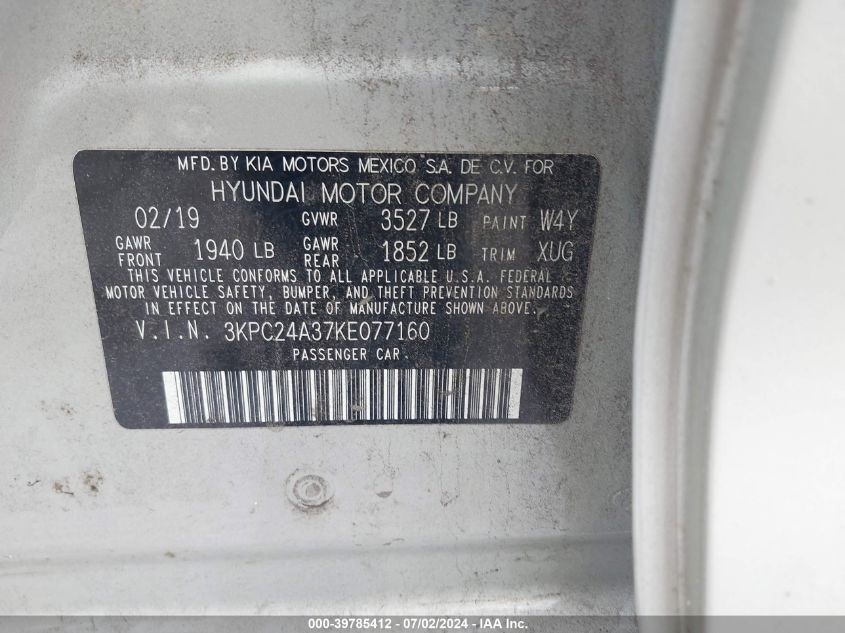 MFD. BY KIA MOTORS MEXICO S.A. DE C.V. FOR
HYUNDAI MOTOR COMPANY
02/19 GVWR 3527 LB PAINT W4Y
GAWR FRONT 1940 LB GAWR REAR 1852 LB TRIM XUG
THIS VEHICLE CONFORMS TO ALL APPLICABLE U.S.A. FEDERAL
MOTOR VEHICLE SAFETY, BUMPER, AND THEFT PREVENTION STANDARDS
IN EFFECT ON THE DATE OF MANUFACTURE SHOWN ABOVE.
V.I.N. 3KPC24A37KE077160
PASSENGER CAR
000-39785412 - 07/02/2024 - IAA Inc.